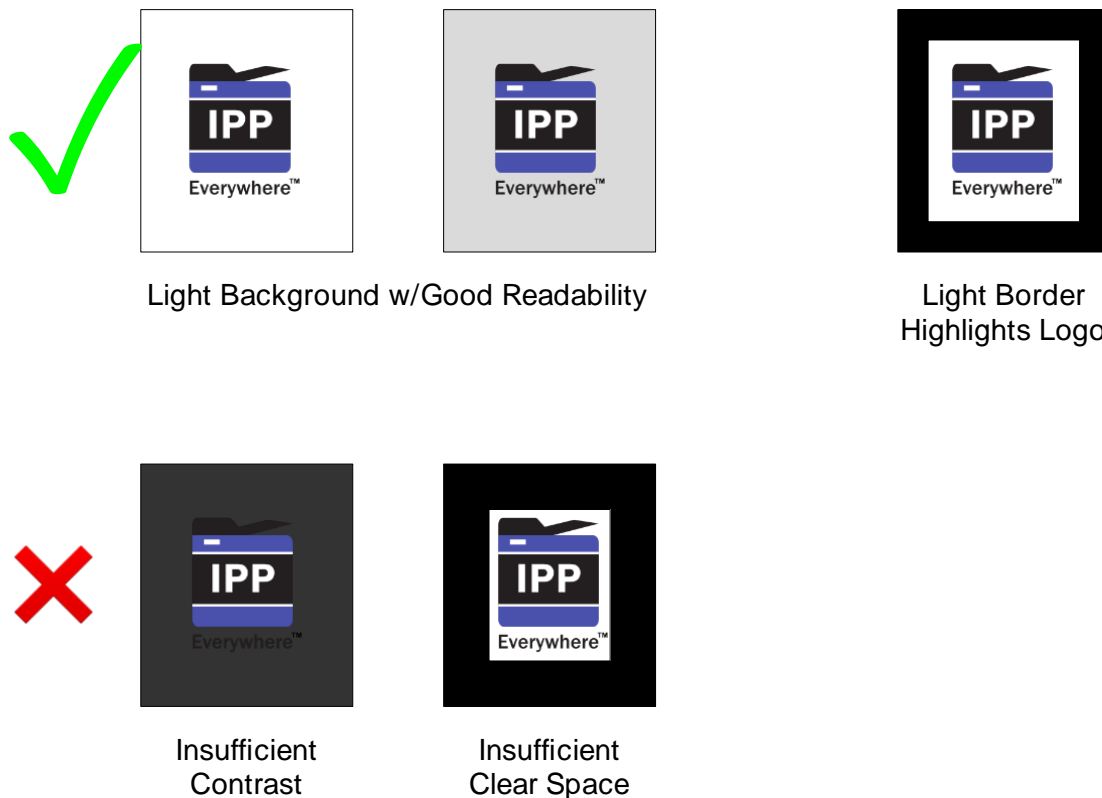 IPP
Everywhere™
IPP
Everywhere™
IPP
Everywhere™
Light Background w/Good Readability
Light Border
Highlights Logo
IPP
Everywhere™
IPP
Everywhere™
Insufficient
Contrast
Insufficient
Clear Space